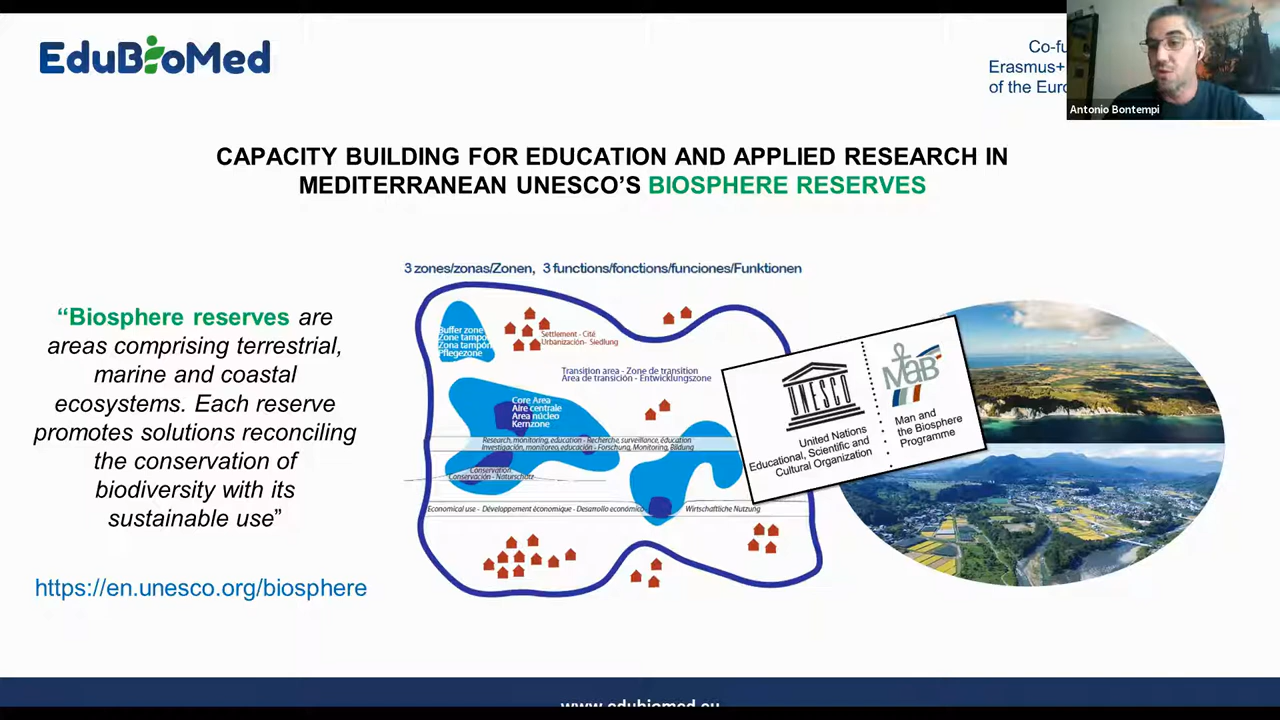 EduBioMed
Co-fu
Erasmus+
of the Euro
Antonio Bontempi
CAPACITY BUILDING FOR EDUCATION AND APPLIED RESEARCH IN
MEDITERRANEAN UNESCO'S BIOSPHERE RESERVES
3 zones/zonas/Zonen, 3 functions/fonctions/funciones/Funktionen
“Biosphere reserves are
areas comprising terrestrial,
marine and coastal
ecosystems. Each reserve
promotes solutions reconciling
the conservation of
biodiversity with its
sustainable use”
https://en.unesco.org/biosphere
Buffer zone
Zone tampo
Zona tampón
Pflegezone
Settlement - Cité
Urbanización- Siedlung
Transition area - Zone de transition
Area de transición - Entwicklungszone
Core Area
Aire centrale
Area núcleo
Kernzone
Research, monitoring, education - Recherche, surveillance, éducation
Investigación, monitoreo, educación - Forschung, Monitoring, Bildung
Conservation
Conservación - Naturschutz
Economical use - Développement économique - Desarrollo económico
Wirtschaftliche Nutzung
UNESCO
United Nations
Educational, Scientific and
Cultural Organization
MaB
Man and
the Biosphere
Programme
www.edubiomed.eu